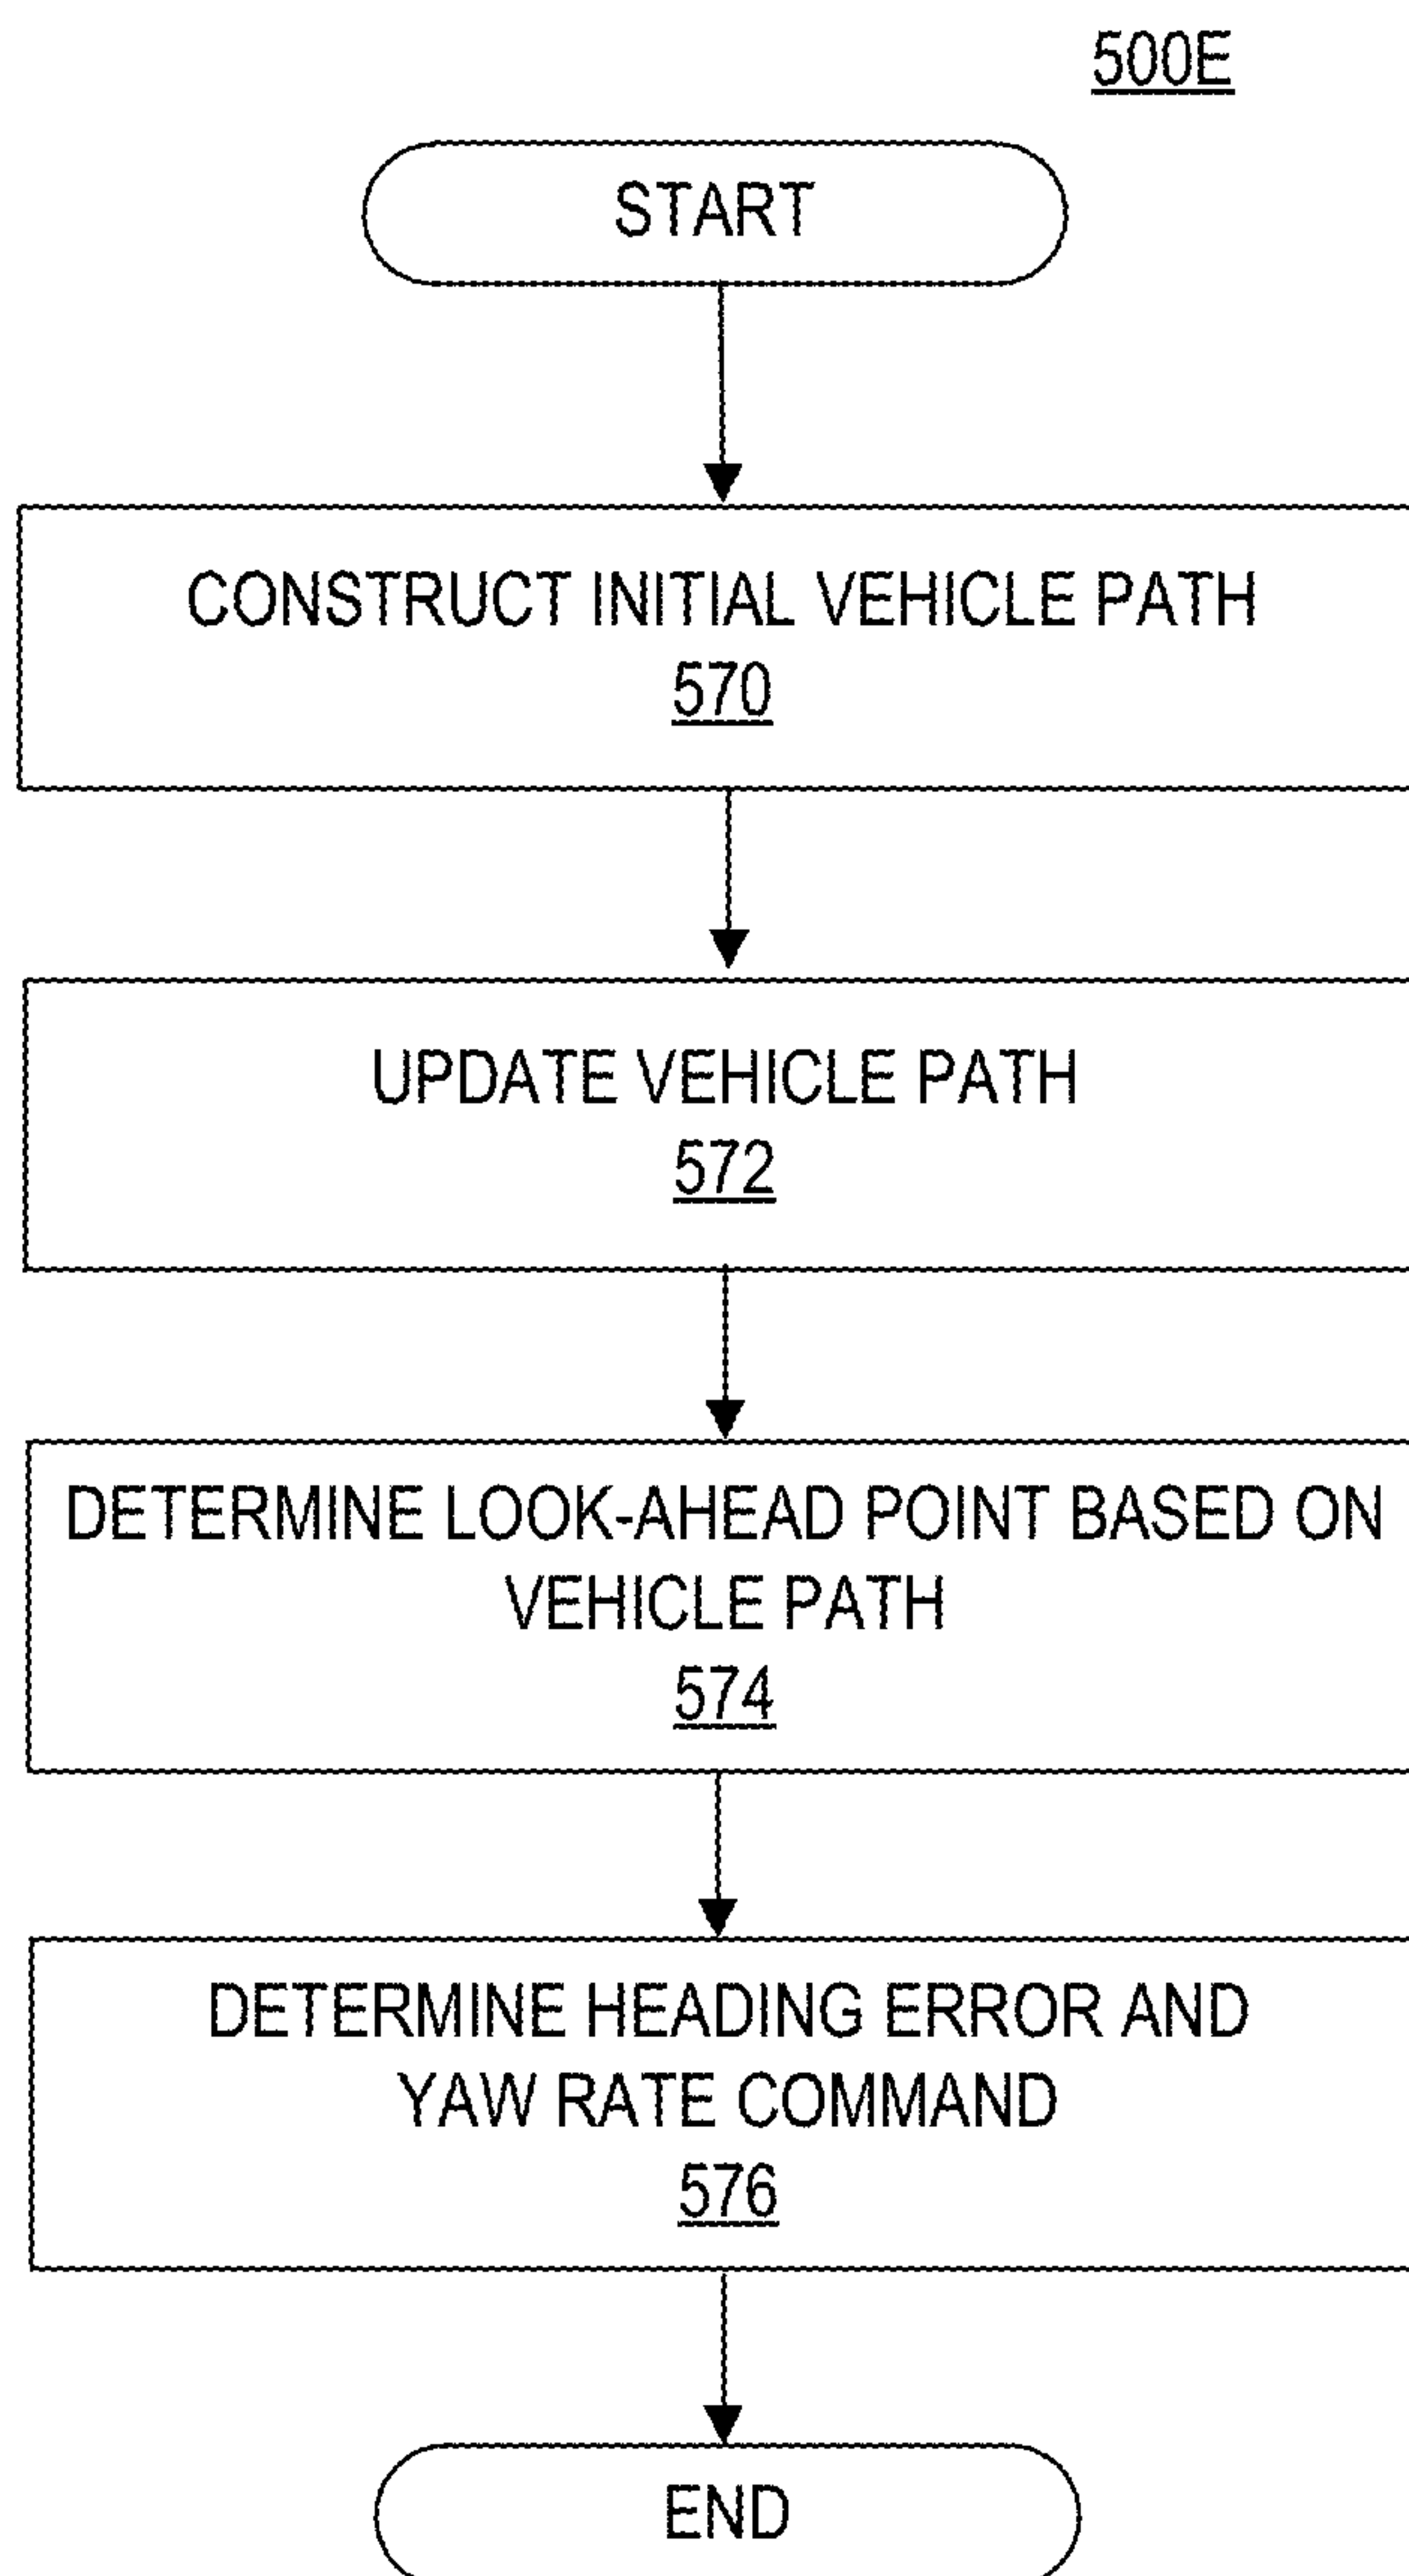 500E
START
CONSTRUCT INITIAL VEHICLE PATH
570
UPDATE VEHICLE PATH
572
DETERMINE LOOK-AHEAD POINT BASED ON
VEHICLE PATH
574
DETERMINE HEADING ERROR AND
YAW RATE COMMAND
576
END